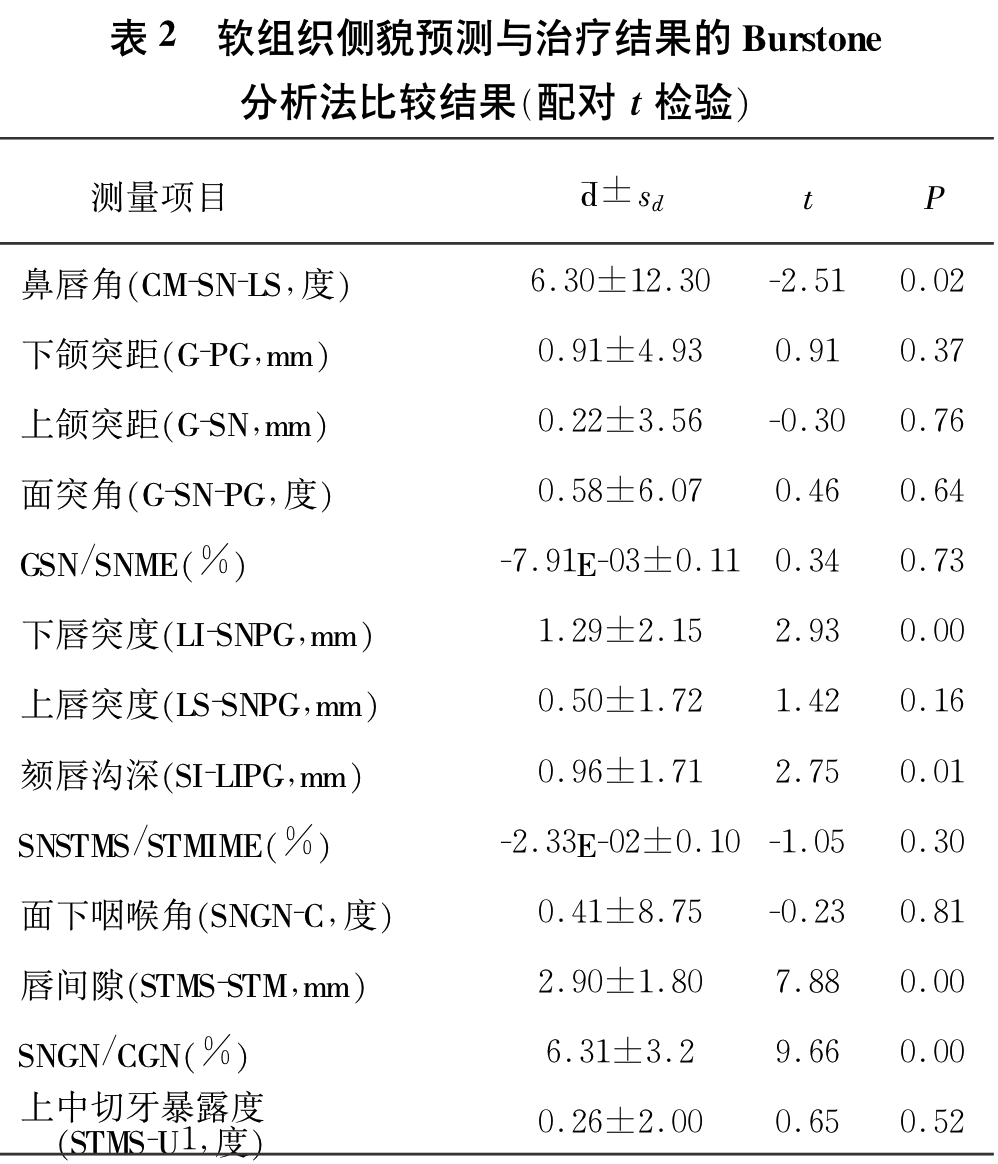 表2 软组织侧貌预测与治疗结果的 Burstone
分析法比较结果(配对 t 检验)
测量项目 d̄±sd t P
鼻唇角(CM-SN-LS,度) 6.30±12.30 -2.51 0.02
下颌突距(G-PG,mm) 0.91±4.93 0.91 0.37
上颌突距(G-SN,mm) 0.22±3.56 -0.30 0.76
面突角(G-SN-PG,度) 0.58±6.07 0.46 0.64
GSN/SNME(%) -7.91E-03±0.11 0.34 0.73
下唇突度(LI-SNPG,mm) 1.29±2.15 2.93 0.00
上唇突度(LS-SNPG,mm) 0.50±1.72 1.42 0.16
颏唇沟深(SI-LIPG,mm) 0.96±1.71 2.75 0.01
SNSTMS/STMIME(%) -2.33E-02±0.10 -1.05 0.30
面下咽喉角(SNGN-C,度) 0.41±8.75 -0.23 0.81
唇间隙(STMS-STM,mm) 2.90±1.80 7.88 0.00
SNGN/CGN(%) 6.31±3.2 9.66 0.00
上中切牙暴露度
(STMS-U1,度) 0.26±2.00 0.65 0.52